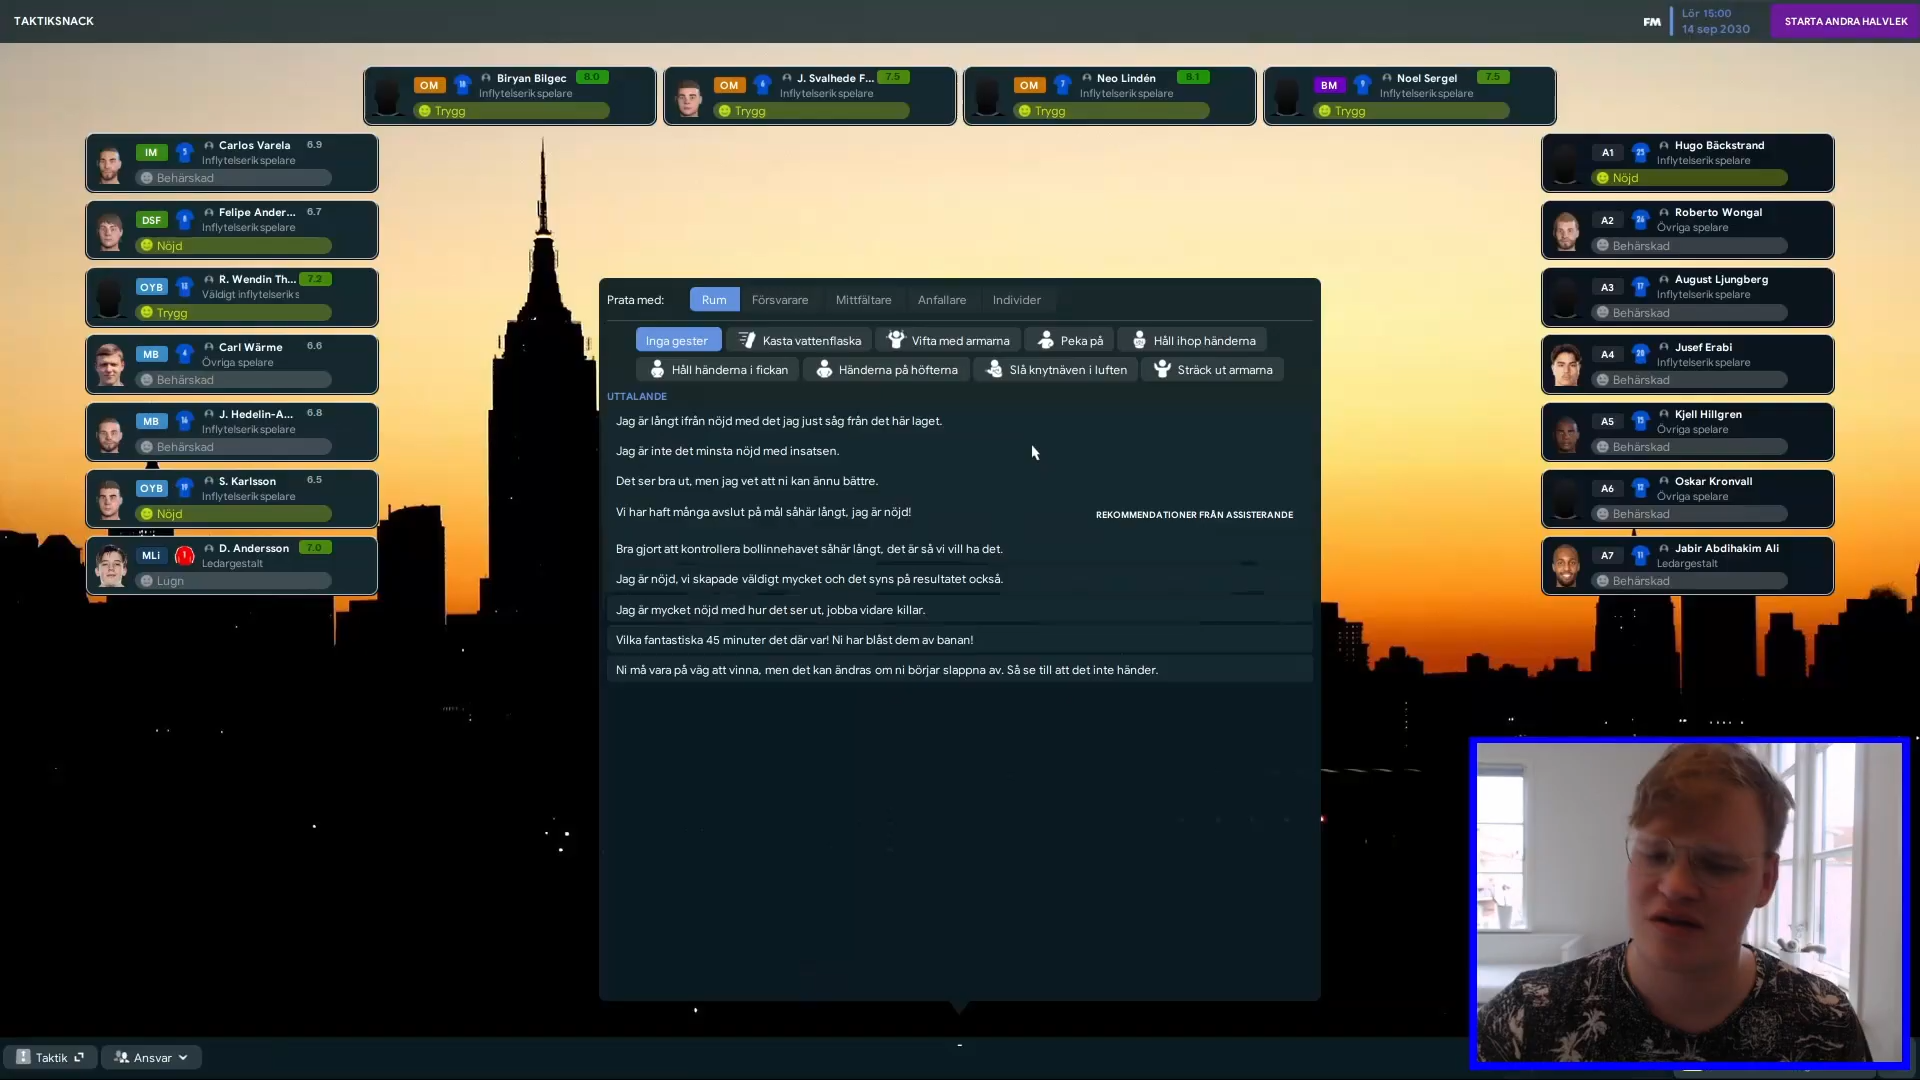 TAKTIKSNACK
FM
Lör 15:00
14 sep 2030
STARTA ANDRA HALVLEK
OM Biryan Bilgec 8.0
Inflytelserik spelare
Trygg
OM J. Svalhede F... 7.5
Inflytelserik spelare
Trygg
OM Neo Lindén 8.1
Inflytelserik spelare
Trygg
BM Noel Sergel 7.5
Inflytelserik spelare
Trygg
IM Carlos Varela 6.9
Inflytelserik spelare
Behärskad
DSF Felipe Ander... 6.7
Inflytelserik spelare
Nöjd
OYB R. Wendin Th... 7.2
Väldigt inflytelserik s
Trygg
MB Carl Wärme 6.6
Övriga spelare
Behärskad
MB J. Hedelin-A... 6.8
Inflytelserik spelare
Behärskad
OYB S. Karlsson 6.5
Inflytelserik spelare
Nöjd
MLi D. Andersson 7.0
Ledargestalt
Lugn
Prata med: Rum Försvarare Mittfältare Anfallare Individer
Inga gester Kasta vattenflaska Vifta med armarna Peka på Håll ihop händerna
Håll händerna i fickan Händerna på höfterna Slå knytnäven i luften Sträck ut armarna
UTTALANDE
Jag är långt ifrån nöjd med det jag just såg från det här laget.
Jag är inte det minsta nöjd med insatsen.
Det ser bra ut, men jag vet att ni kan ännu bättre.
Vi har haft många avslut på mål såhär långt, jag är nöjd!
REKOMMENDATIONER FRÅN ASSISTERANDE
Bra gjort att kontrollera bollinnehavet såhär långt, det är så vi vill ha det.
Jag är nöjd, vi skapade väldigt mycket och det syns på resultatet också.
Jag är mycket nöjd med hur det ser ut, jobba vidare killar.
Vilka fantastiska 45 minuter det där var! Ni har blåst dem av banan!
Ni må vara på väg att vinna, men det kan ändras om ni börjar slappna av. Så se till att det inte händer.
A1 Hugo Bäckstrand
Inflytelserik spelare
Nöjd
A2 Roberto Wongal
Övriga spelare
Behärskad
A3 August Ljungberg
Inflytelserik spelare
Behärskad
A4 Jusef Erabi
Inflytelserik spelare
Behärskad
A5 Kjell Hillgren
Övriga spelare
Behärskad
A6 Oskar Kronvall
Övriga spelare
Behärskad
A7 Jabir Abdihakim Ali
Ledargestalt
Behärskad
Taktik
Ansvar